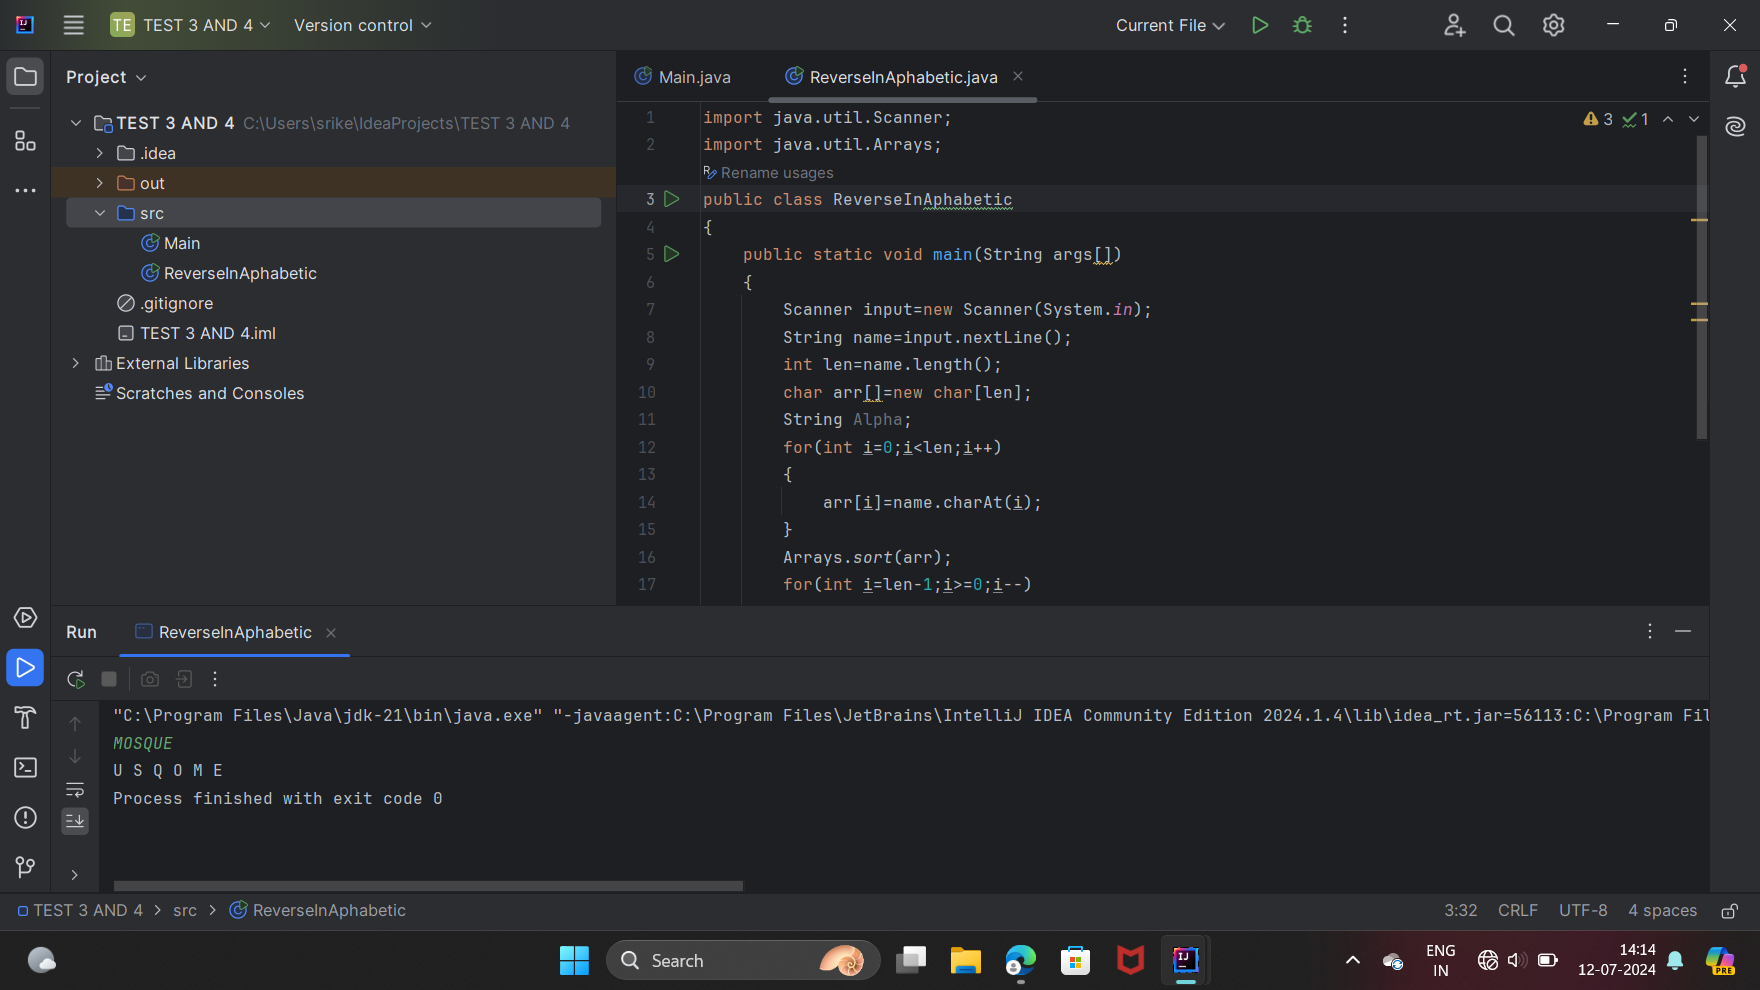 TE TEST 3 AND 4 Version control Current File
Project
TEST 3 AND 4 C:\Users\srike\IdeaProjects\TEST 3 AND 4
.idea
out
src
Main
ReverseInAphabetic
.gitignore
TEST 3 AND 4.iml
External Libraries
Scratches and Consoles
Main.java ReverseInAphabetic.java
3 1
1 import java.util.Scanner;
2 import java.util.Arrays;
Rename usages
3 public class ReverseInAphabetic
4 {
5 public static void main(String args[])
6 {
7 Scanner input=new Scanner(System.in);
8 String name=input.nextLine();
9 int len=name.length();
10 char arr[]=new char[len];
11 String Alpha;
12 for(int i=0;i<len;i++)
13 {
14 arr[i]=name.charAt(i);
15 }
16 Arrays.sort(arr);
17 for(int i=len-1;i>=0;i--)
Run ReverseInAphabetic
"C:\Program Files\Java\jdk-21\bin\java.exe" "-javaagent:C:\Program Files\JetBrains\IntelliJ IDEA Community Edition 2024.1.4\lib\idea_rt.jar=56113:C:\Program Fil
MOSQUE
U S Q O M E
Process finished with exit code 0
TEST 3 AND 4 > src > ReverseInAphabetic 3:32 CRLF UTF-8 4 spaces
Search
ENG
IN
14:14
12-07-2024
PRE